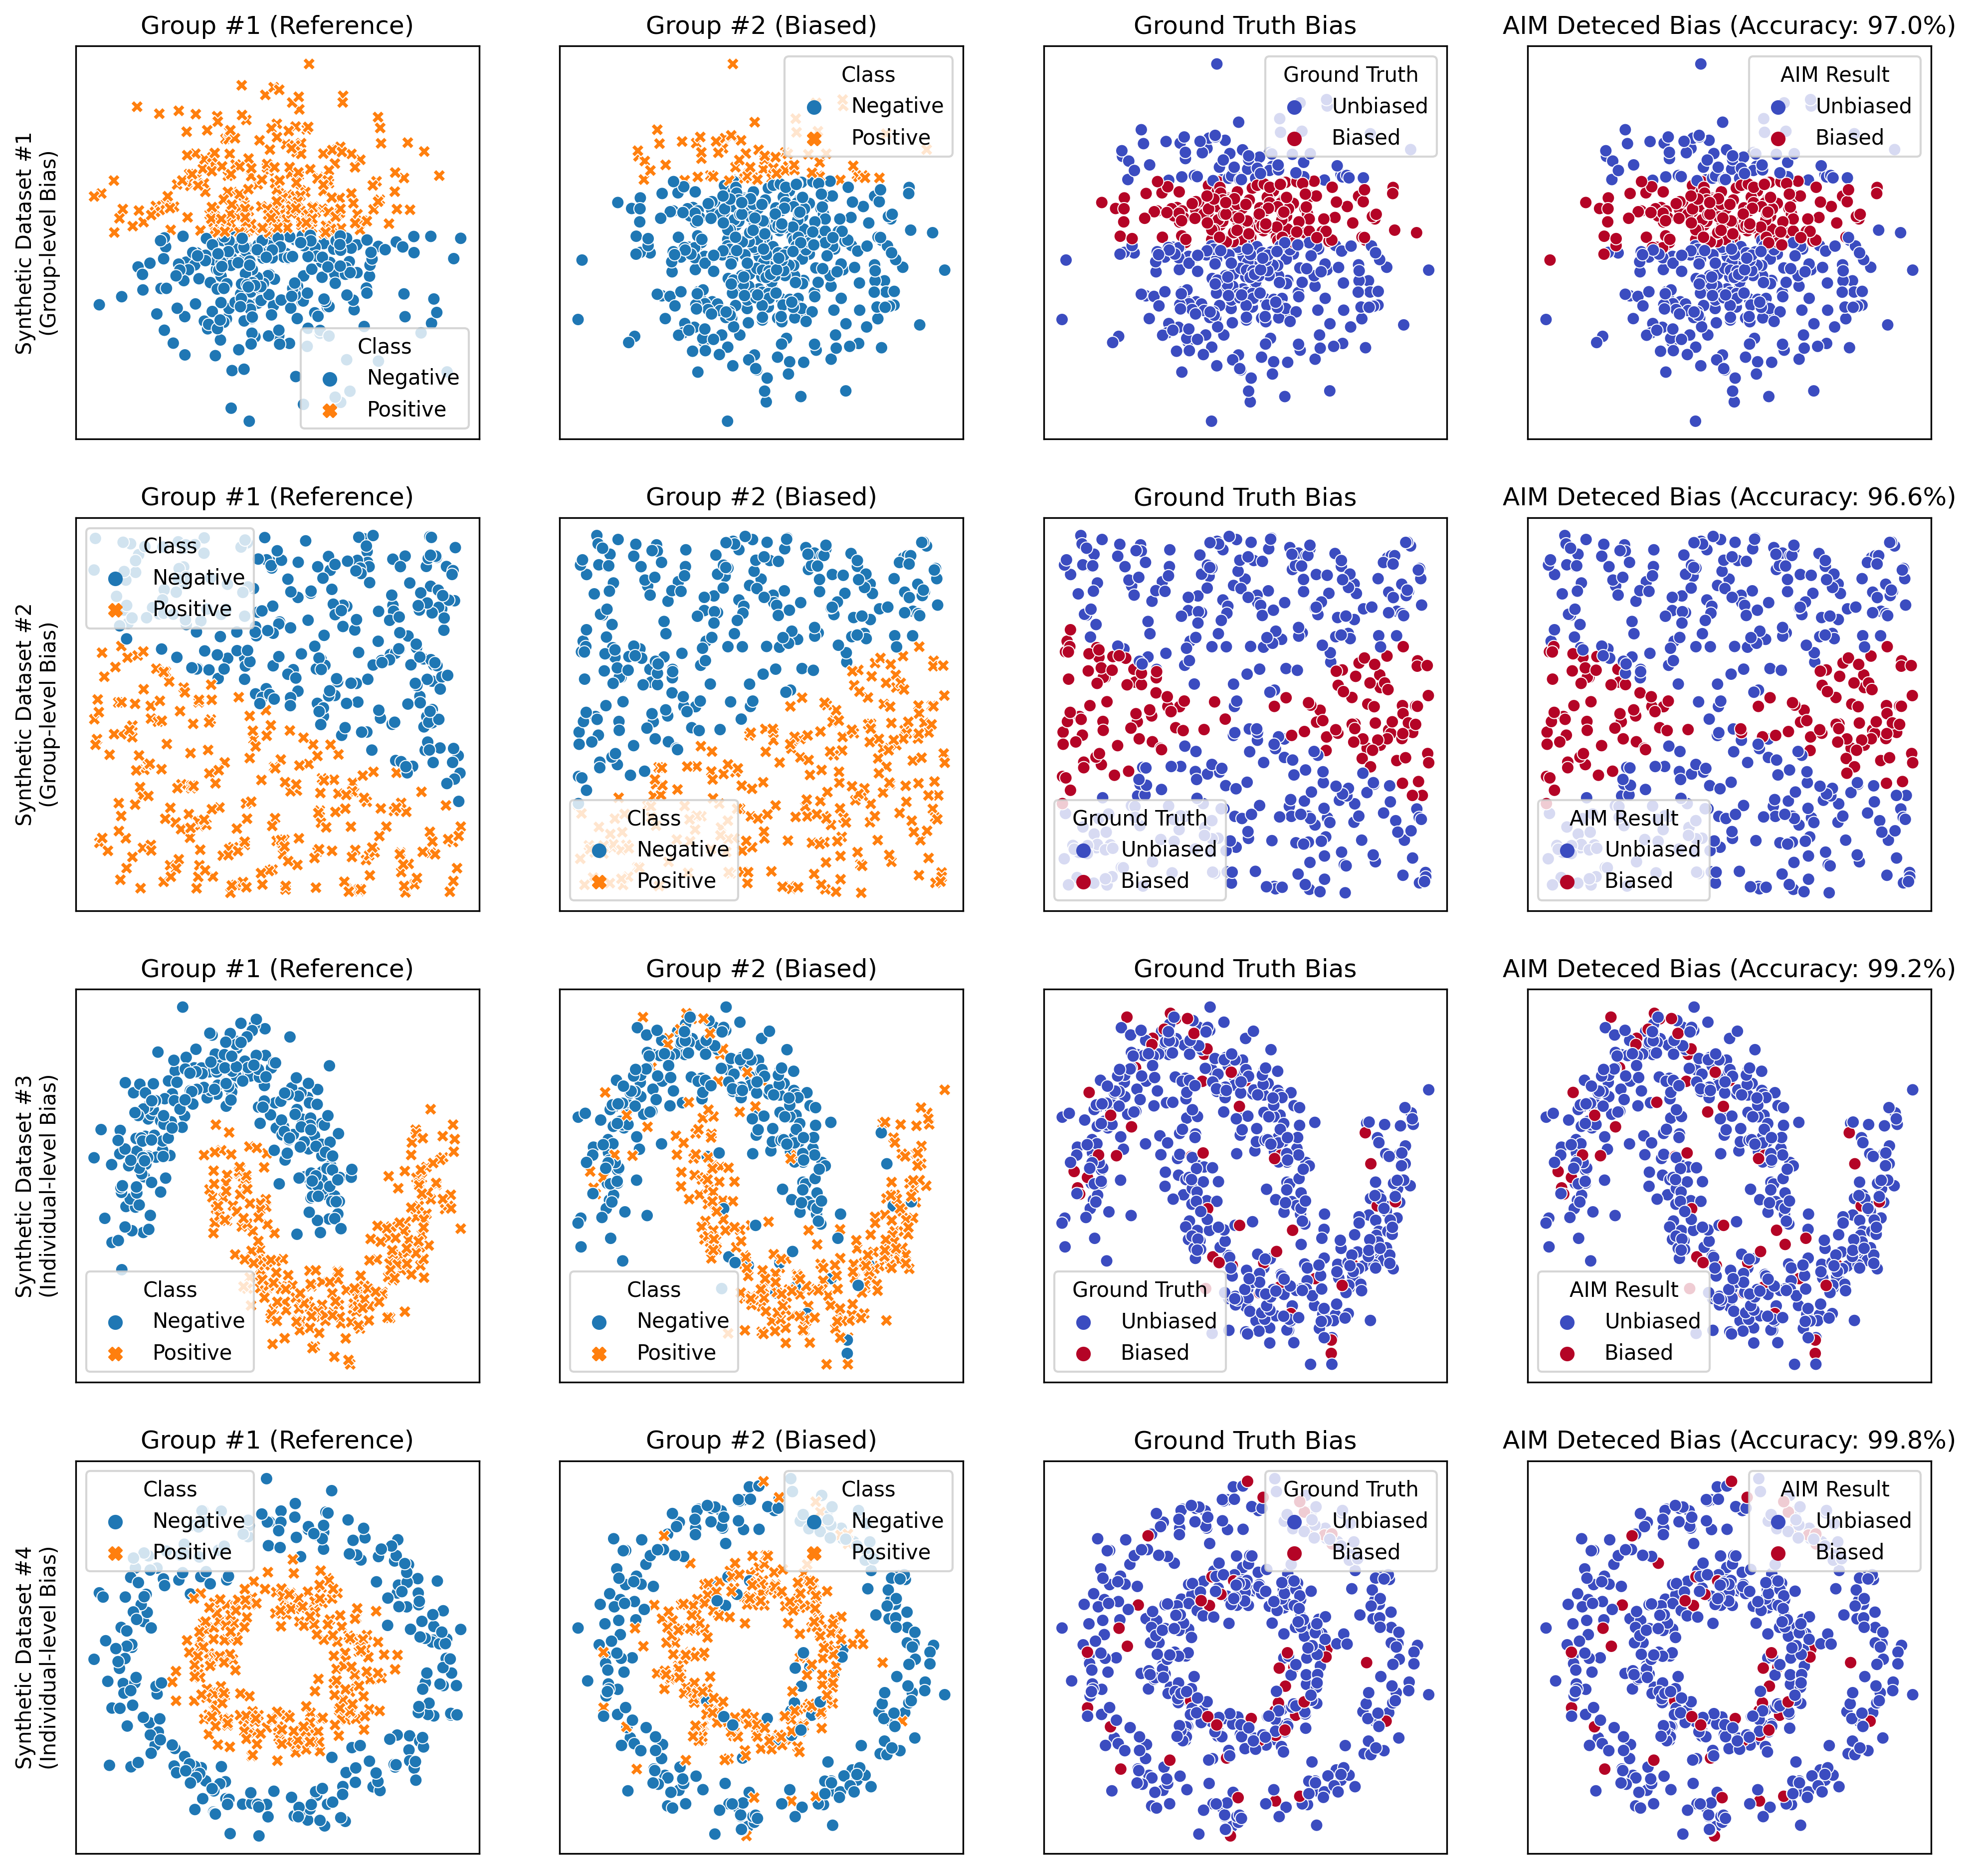 Group #1 (Reference)
Group #2 (Biased)
Ground Truth Bias
AIM Deteced Bias (Accuracy: 97.0%)
Synthetic Dataset #1
(Group-level Bias)
Class
Negative
Positive
Class
Negative
Positive
Ground Truth
Unbiased
Biased
AIM Result
Unbiased
Biased
Group #1 (Reference)
Group #2 (Biased)
Ground Truth Bias
AIM Deteced Bias (Accuracy: 96.6%)
Synthetic Dataset #2
(Group-level Bias)
Class
Negative
Positive
Class
Negative
Positive
Ground Truth
Unbiased
Biased
AIM Result
Unbiased
Biased
Group #1 (Reference)
Group #2 (Biased)
Ground Truth Bias
AIM Deteced Bias (Accuracy: 99.2%)
Synthetic Dataset #3
(Individual-level Bias)
Class
Negative
Positive
Class
Negative
Positive
Ground Truth
Unbiased
Biased
AIM Result
Unbiased
Biased
Group #1 (Reference)
Group #2 (Biased)
Ground Truth Bias
AIM Deteced Bias (Accuracy: 99.8%)
Synthetic Dataset #4
(Individual-level Bias)
Class
Negative
Positive
Class
Negative
Positive
Ground Truth
Unbiased
Biased
AIM Result
Unbiased
Biased